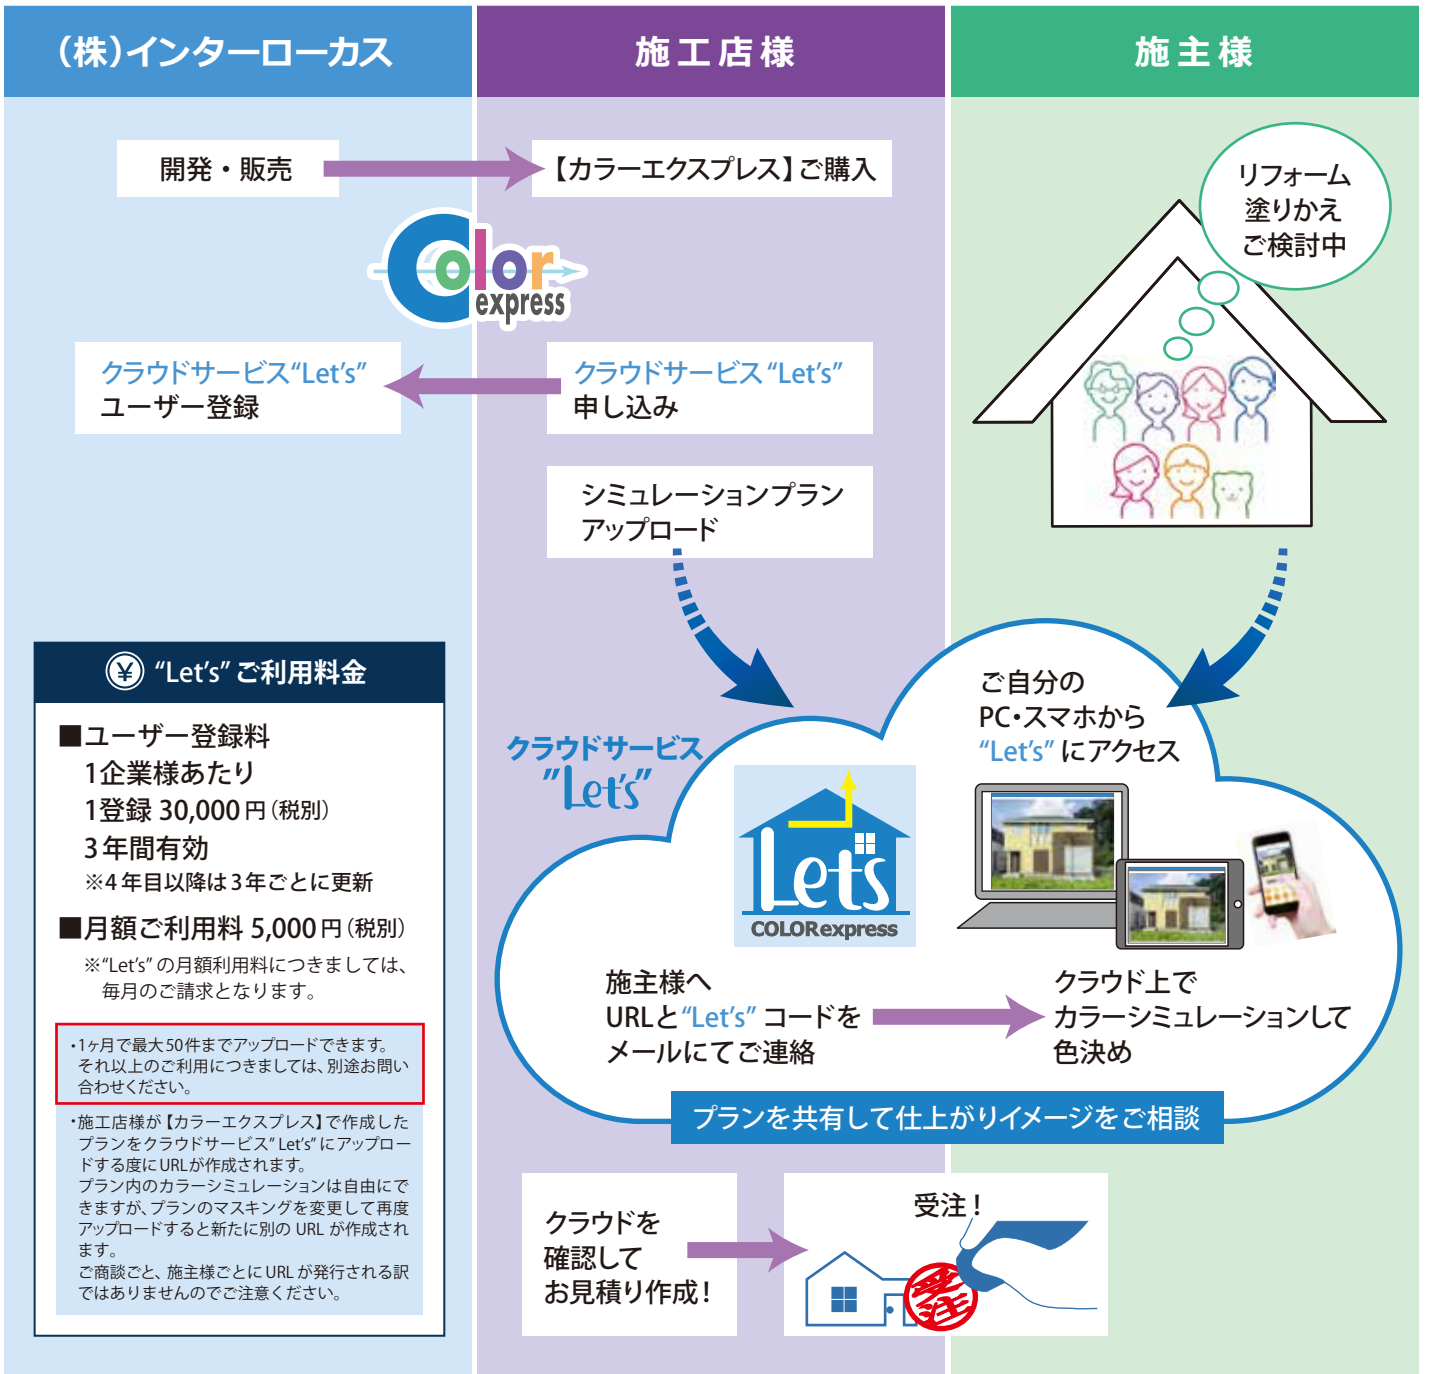 (株)インターローカス
施工店様
施主様
開発・販売
【カラーエクスプレス】ご購入
リフォーム
塗りかえ
ご検討中
Color
express
クラウドサービス“Let's”
ユーザー登録
クラウドサービス“Let's”
申し込み
シミュレーションプラン
アップロード
¥ “Let's”ご利用料金
■ユーザー登録料
1企業様あたり
1登録 30,000円(税別)
3年間有効
※4年目以降は3年ごとに更新
■月額ご利用料 5,000円(税別)
※“Let's”の月額利用料につきましては、
毎月のご請求となります。
・1ヶ月で最大50件までアップロードできます。
それ以上のご利用につきましては、別途お問い
合わせください。
・施工店様が【カラーエクスプレス】で作成した
プランをクラウドサービス”Let's”にアップロー
ドする度にURLが作成されます。
プラン内のカラーシミュレーションは自由にで
きますが、プランのマスキングを変更して再度
アップロードすると新たに別の URL が作成され
ます。
ご商談ごと、施主様ごとにURLが発行される訳
ではありませんのでご注意ください。
クラウドサービス
”Let's”
Let's
COLORexpress
ご自分の
PC・スマホから
“Let's”にアクセス
施主様へ
URLと“Let's” コードを
メールにてご連絡
クラウド上で
カラーシミュレーションして
色決め
プランを共有して仕上がりイメージをご相談
クラウドを
確認して
お見積り作成！
受注！
受注